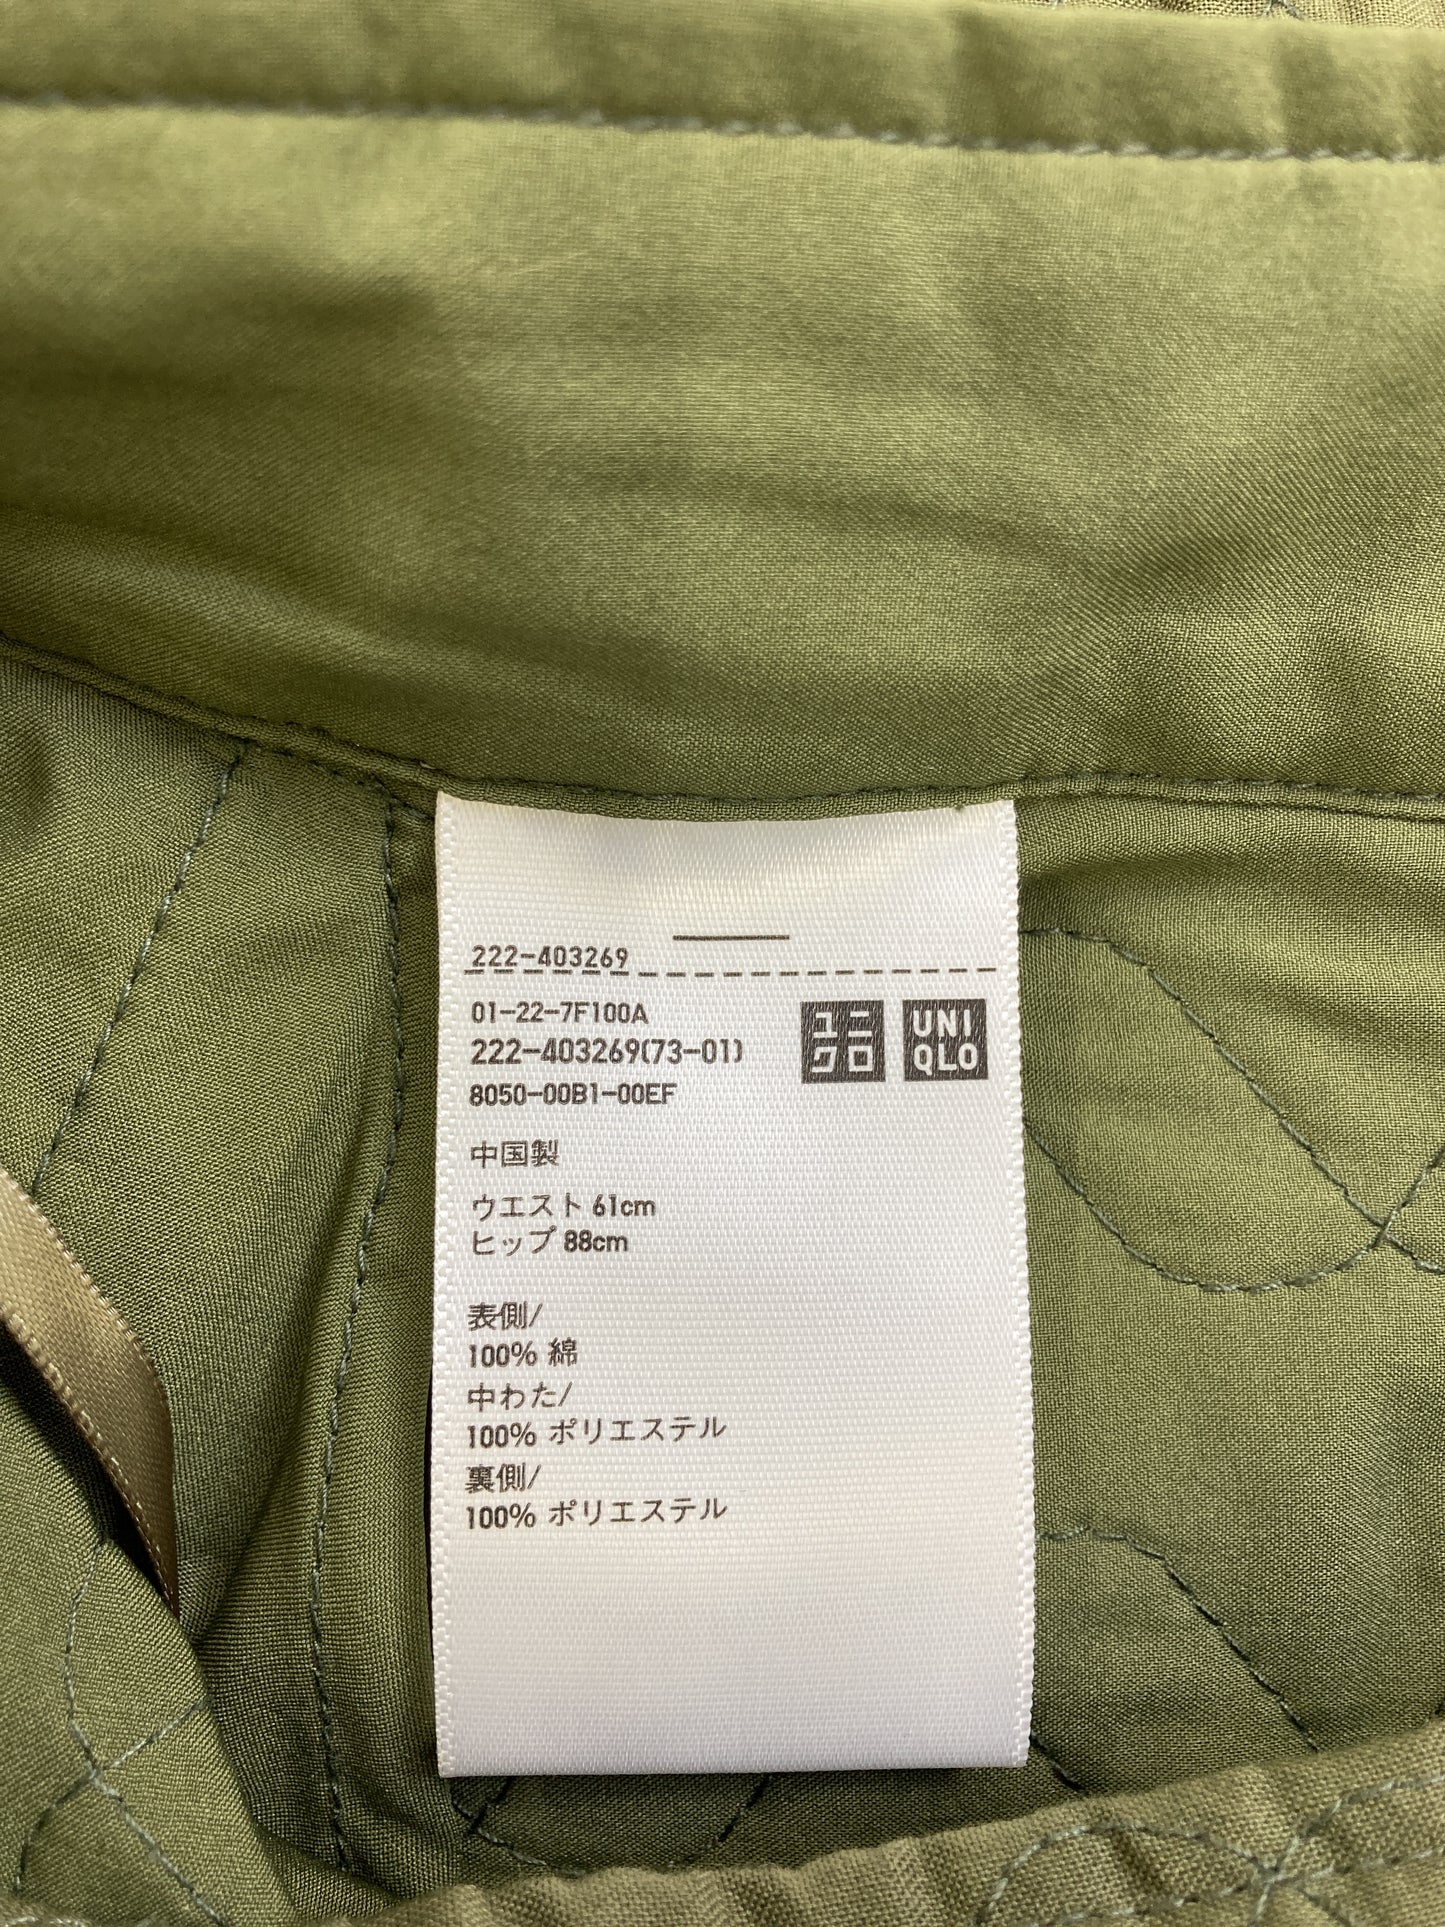 222-403269
01-22-7F100A
222-403269(73-01)
8050-00B1-00EF
ユニ
クロ
UNI
QLO
中国製
ウエスト 61cm
ヒップ 88cm
表側/
100% 綿
中わた/
100% ポリエステル
裏側/
100% ポリエステル